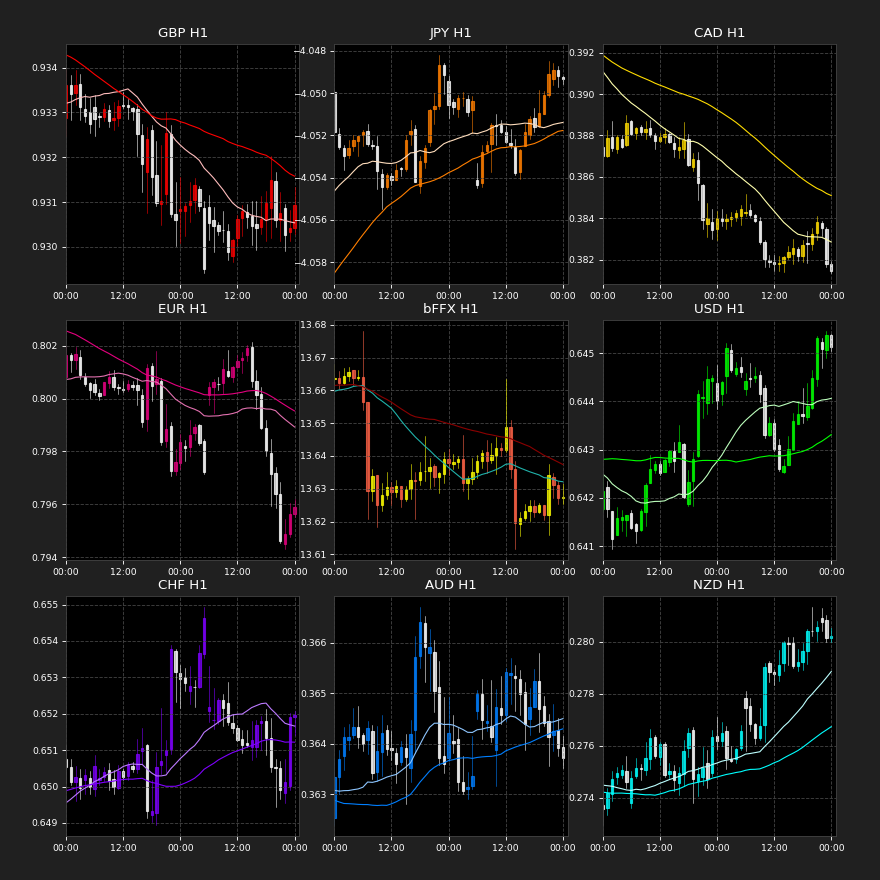 GBP H1
0.934
0.933
0.932
0.931
0.930
00:00 12:00 00:00 12:00 00:00
JPY H1
-4.048
-4.050
-4.052
-4.054
-4.056
-4.058
00:00 12:00 00:00 12:00 00:00
CAD H1
0.392
0.390
0.388
0.386
0.384
0.382
00:00 12:00 00:00 12:00 00:00
EUR H1
0.802
0.800
0.798
0.796
0.794
00:00 12:00 00:00 12:00 00:00
bFFX H1
13.68
13.67
13.66
13.65
13.64
13.63
13.62
13.61
00:00 12:00 00:00 12:00 00:00
USD H1
0.645
0.644
0.643
0.642
0.641
00:00 12:00 00:00 12:00 00:00
CHF H1
0.655
0.654
0.653
0.652
0.651
0.650
0.649
00:00 12:00 00:00 12:00 00:00
AUD H1
0.366
0.365
0.364
0.363
00:00 12:00 00:00 12:00 00:00
NZD H1
0.280
0.278
0.276
0.274
00:00 12:00 00:00 12:00 00:00